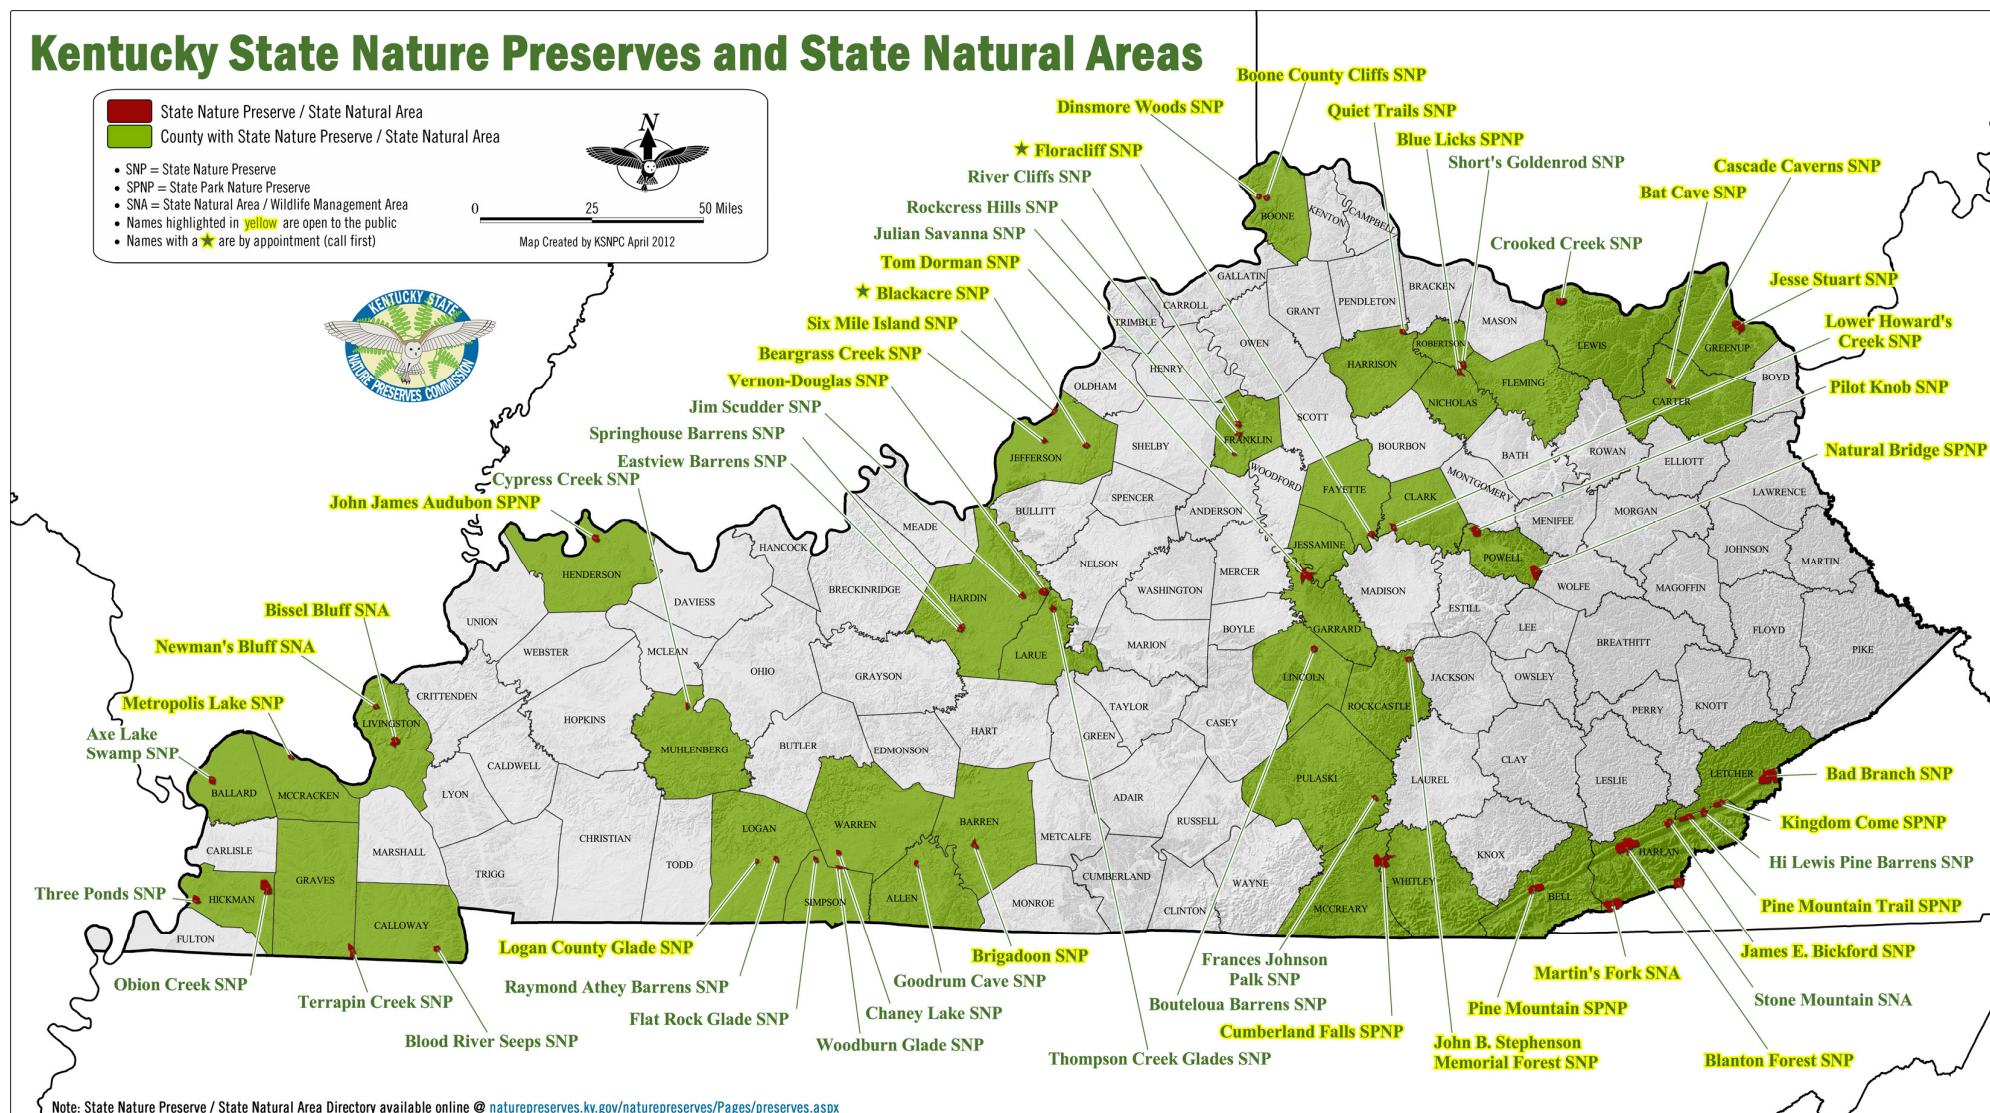 Kentucky State Nature Preserves and State Natural Areas
State Nature Preserve / State Natural Area
County with State Nature Preserve / State Natural Area
• SNP = State Nature Preserve
• SPNP = State Park Nature Preserve
• SNA = State Natural Area / Wildlife Management Area
• Names highlighted in yellow are open to the public
• Names with a ★ are by appointment (call first)
N
0 25 50 Miles
Map Created by KSNPC April 2012
KENTUCKY STATE
NATURE PRESERVES COMMISSION
Boone County Cliffs SNP
Dinsmore Woods SNP
Quiet Trails SNP
Blue Licks SPNP
★ Floracliff SNP
Short's Goldenrod SNP
Cascade Caverns SNP
River Cliffs SNP
Bat Cave SNP
Rockcress Hills SNP
Julian Savanna SNP
Crooked Creek SNP
Tom Dorman SNP
Jesse Stuart SNP
★ Blackacre SNP
Six Mile Island SNP
Lower Howard's
Creek SNP
Beargrass Creek SNP
Vernon-Douglas SNP
Pilot Knob SNP
Jim Scudder SNP
Springhouse Barrens SNP
Natural Bridge SPNP
Eastview Barrens SNP
Cypress Creek SNP
John James Audubon SPNP
Bissel Bluff SNA
Newman's Bluff SNA
Metropolis Lake SNP
Axe Lake
Swamp SNP
Three Ponds SNP
Obion Creek SNP
Terrapin Creek SNP
Blood River Seeps SNP
Logan County Glade SNP
Raymond Athey Barrens SNP
Flat Rock Glade SNP
Woodburn Glade SNP
Chaney Lake SNP
Goodrum Cave SNP
Brigadoon SNP
Thompson Creek Glades SNP
Frances Johnson
Palk SNP
Bouteloua Barrens SNP
Cumberland Falls SPNP
John B. Stephenson
Memorial Forest SNP
Pine Mountain SPNP
Martin's Fork SNA
Blanton Forest SNP
Stone Mountain SNA
James E. Bickford SNP
Pine Mountain Trail SPNP
Hi Lewis Pine Barrens SNP
Kingdom Come SPNP
Bad Branch SNP
BOONE
KENTON
CAMPBELL
GALLATIN
CARROLL
TRIMBLE
GRANT
PENDLETON
BRACKEN
MASON
OWEN
HENRY
OLDHAM
HARRISON
ROBERTSON
LEWIS
GREENUP
BOYD
FLEMING
NICHOLAS
CARTER
SCOTT
FRANKLIN
SHELBY
JEFFERSON
BOURBON
BATH
ROWAN
ELLIOTT
LAWRENCE
WOODFORD
FAYETTE
CLARK
MONTGOMERY
MENIFEE
MORGAN
SPENCER
ANDERSON
BULLITT
MEADE
HANCOCK
JESSAMINE
POWELL
JOHNSON
MARTIN
NELSON
MERCER
WASHINGTON
MADISON
ESTILL
WOLFE
MAGOFFIN
HENDERSON
DAVIESS
BRECKINRIDGE
HARDIN
UNION
WEBSTER
MCLEAN
OHIO
GRAYSON
LARUE
MARION
BOYLE
GARRARD
LEE
BREATHITT
FLOYD
PIKE
LINCOLN
ROCKCASTLE
JACKSON
OWSLEY
PERRY
KNOTT
CRITTENDEN
LIVINGSTON
HOPKINS
MUHLENBERG
BUTLER
EDMONSON
HART
GREEN
TAYLOR
CASEY
PULASKI
LAUREL
CLAY
LESLIE
LETCHER
BALLARD
MCCRACKEN
LYON
CALDWELL
CHRISTIAN
TODD
LOGAN
WARREN
BARREN
METCALFE
ADAIR
RUSSELL
CARLISLE
GRAVES
MARSHALL
TRIGG
SIMPSON
ALLEN
MONROE
CUMBERLAND
CLINTON
WAYNE
MCCREARY
WHITLEY
KNOX
BELL
HARLAN
HICKMAN
CALLOWAY
FULTON
Note: State Nature Preserve / State Natural Area Directory available online @ naturepreserves.ky.gov/naturepreserves/Pages/preserves.aspx